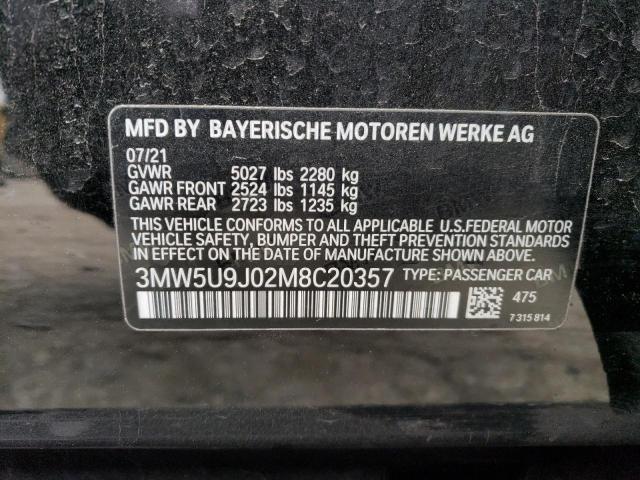 MFD BY BAYERISCHE MOTOREN WERKE AG
07/21
GVWR 5027 lbs 2280 kg
GAWR FRONT 2524 lbs 1145 kg
GAWR REAR 2723 lbs 1235 kg
THIS VEHICLE CONFORMS TO ALL APPLICABLE U.S.FEDERAL MOTOR
VEHICLE SAFETY, BUMPER AND THEFT PREVENTION STANDARDS
IN EFFECT ON THE DATE OF MANUFACTURE SHOWN ABOVE.
3MW5U9J02M8C20357 TYPE: PASSENGER CAR
475
7 315 814